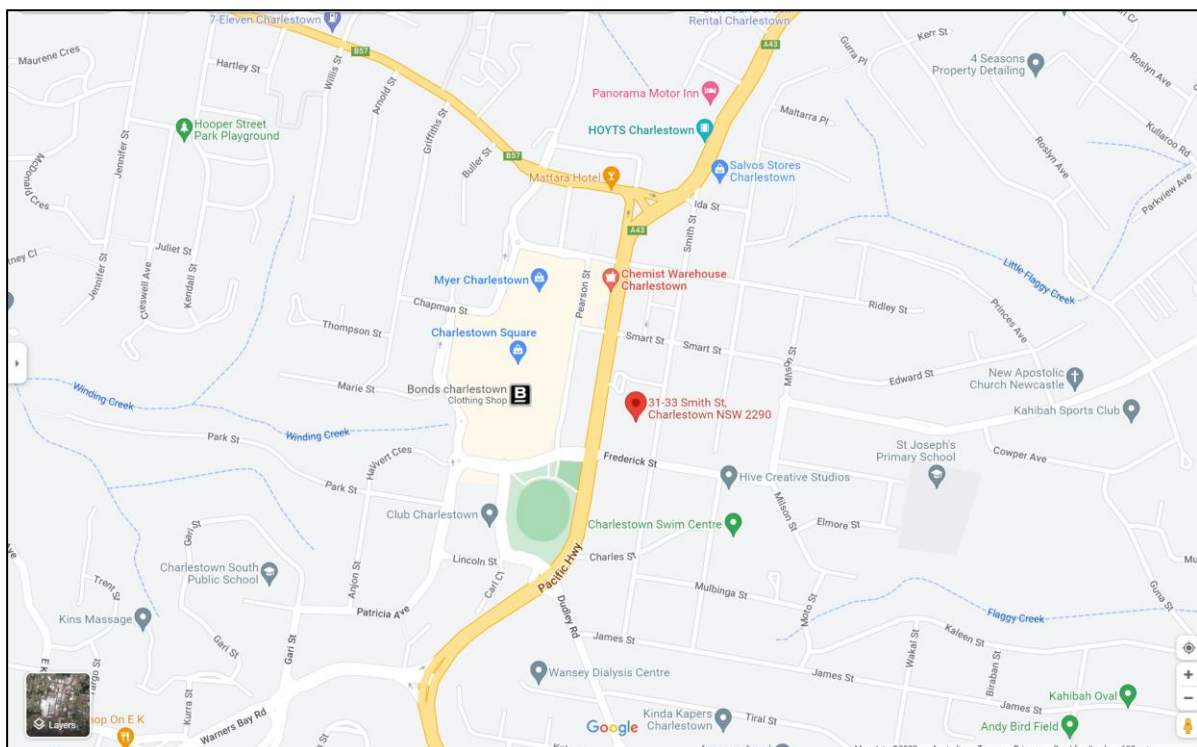 7-Eleven Charlestown
Rental Charlestown
A43
Kerr St
Gurra Pl
Roslyn Ave
Maurene Cres
B57
Hartley St
Willis St
Arnold St
4 Seasons
Property Detailing
Panorama Motor Inn
Maltarra Pl
Kullaroo Rd
Hooper Street
Park Playground
Griffiths St
HOYTS Charlestown
Jennifer St
Buller St
B57
Salvos Stores
Charlestown
Roslyn Ave
McDonald Cres
Mattara Hotel
Parkview Ave
Ida St
A43
Smith St
Juliet St
Creswell Ave
Kendall St
Jennifer St
Myer Charlestown
Pearson St
Chemist Warehouse
Charlestown
Little Flaggy Creek
Chapman St
Ridley St
Princes Ave
Thompson St
Charlestown Square
Smart St
Smart St
Milson St
Edward St
Marie St
Bonds charlestown
Clothing Shop
B
31-33 Smith St,
Charlestown NSW 2290
New Apostolic
Church Newcastle
Kahibah Sports Club
Winding Creek
Winding Creek
Park St
Frederick St
St Joseph's
Primary School
Cowper Ave
Hive Creative Studios
Park St
Milson St
Club Charlestown
Charlestown Swim Centre
Elmore St
Gari St
Charles St
Lincoln St
Pacific Hwy
Charlestown South
Public School
Carl Cl
Anjon St
Trent St
Mulbinga St
Moto St
Guna St
Flaggy Creek
Patricia Ave
Dudley Rd
Kins Massage
Gari St
Gari St
James St
Kaleen St
Wakal St
Wansey Dialysis Centre
James St
Biraban St
Kurra St
Kahibah Oval
Layers
Warners Bay Rd
James St
Kinda Kapers
Charlestown
Tiral St
Andy Bird Field
Google